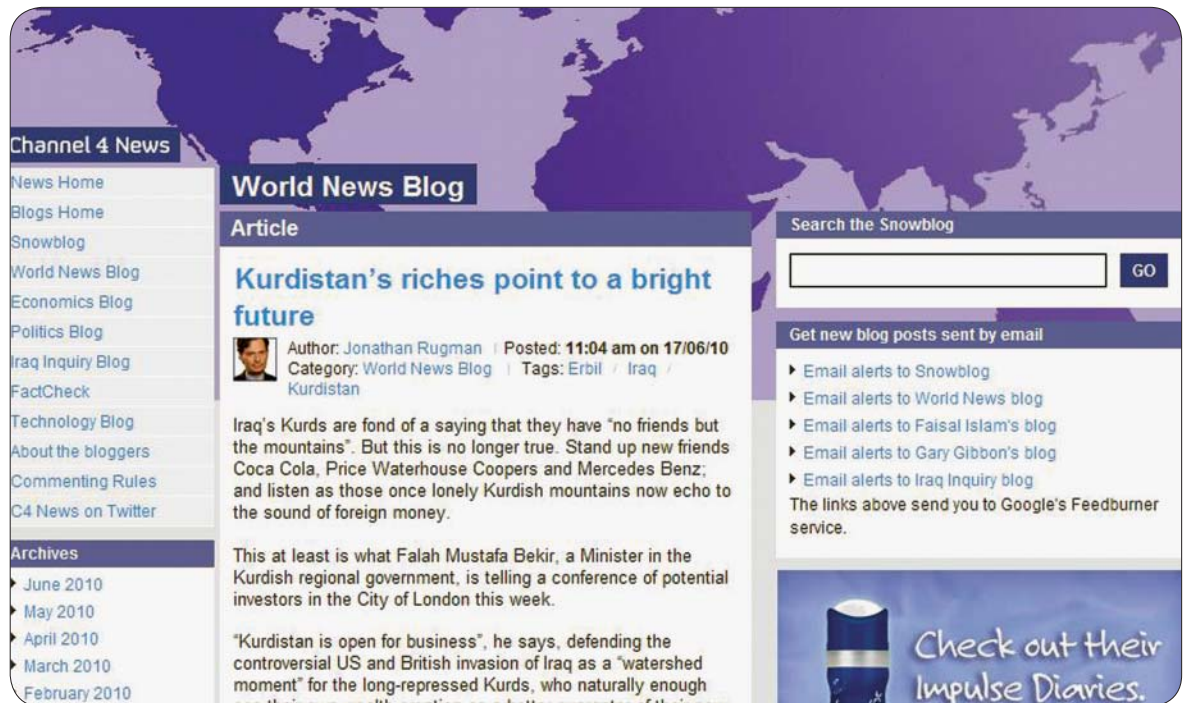 Channel 4 News
News Home
Blogs Home
Snowblog
World News Blog
Economics Blog
Politics Blog
Iraq Inquiry Blog
FactCheck
Technology Blog
About the bloggers
Commenting Rules
C4 News on Twitter
Archives
June 2010
May 2010
April 2010
March 2010
February 2010
World News Blog
Article
Kurdistan's riches point to a bright
future
Author: Jonathan Rugman | Posted: 11:04 am on 17/06/10
Category: World News Blog | Tags: Erbil / Iraq /
Kurdistan
Iraq's Kurds are fond of a saying that they have "no friends but
the mountains". But this is no longer true. Stand up new friends
Coca Cola, Price Waterhouse Coopers and Mercedes Benz;
and listen as those once lonely Kurdish mountains now echo to
the sound of foreign money.
This at least is what Falah Mustafa Bekir, a Minister in the
Kurdish regional government, is telling a conference of potential
investors in the City of London this week.
"Kurdistan is open for business", he says, defending the
controversial US and British invasion of Iraq as a "watershed
moment" for the long-repressed Kurds, who naturally enough
Search the Snowblog
GO
Get new blog posts sent by email
Email alerts to Snowblog
Email alerts to World News blog
Email alerts to Faisal Islam's blog
Email alerts to Gary Gibbon's blog
Email alerts to Iraq Inquiry blog
The links above send you to Google's Feedburner
service.
Check out their
Impulse Diaries.